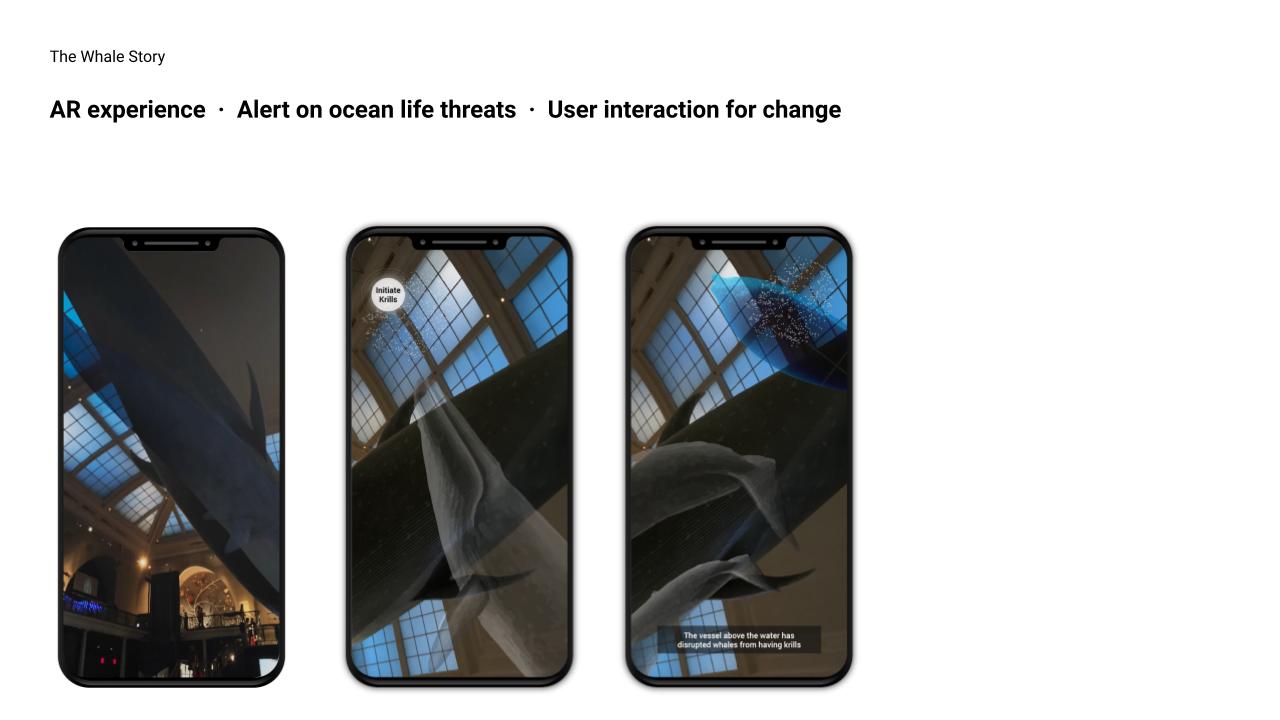 The Whale Story
AR experience · Alert on ocean life threats · User interaction for change
Initiate
Krills
The vessel above the water has
disrupted whales from having krills